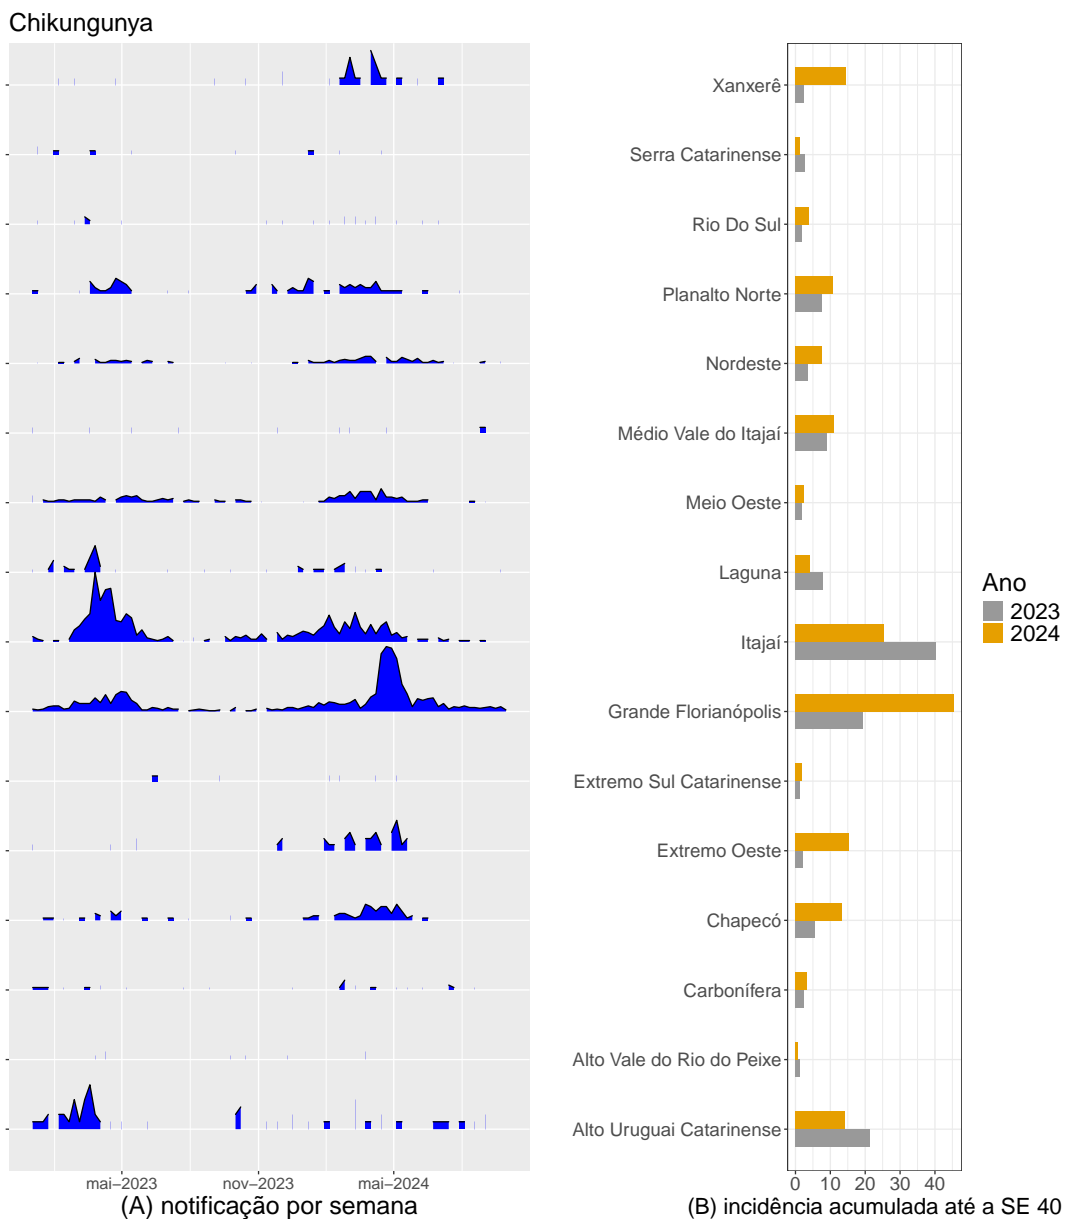 Chikungunya
Xanxerê
Serra Catarinense
Rio Do Sul
Planalto Norte
Nordeste
Médio Vale do Itajaí
Meio Oeste
Laguna
Itajaí
Grande Florianópolis
Extremo Sul Catarinense
Extremo Oeste
Chapecó
Carbonífera
Alto Vale do Rio do Peixe
Alto Uruguai Catarinense
Ano
2023
2024
mai–2023 nov–2023 mai–2024
(A) notificação por semana
0 10 20 30 40
(B) incidência acumulada até a SE 40